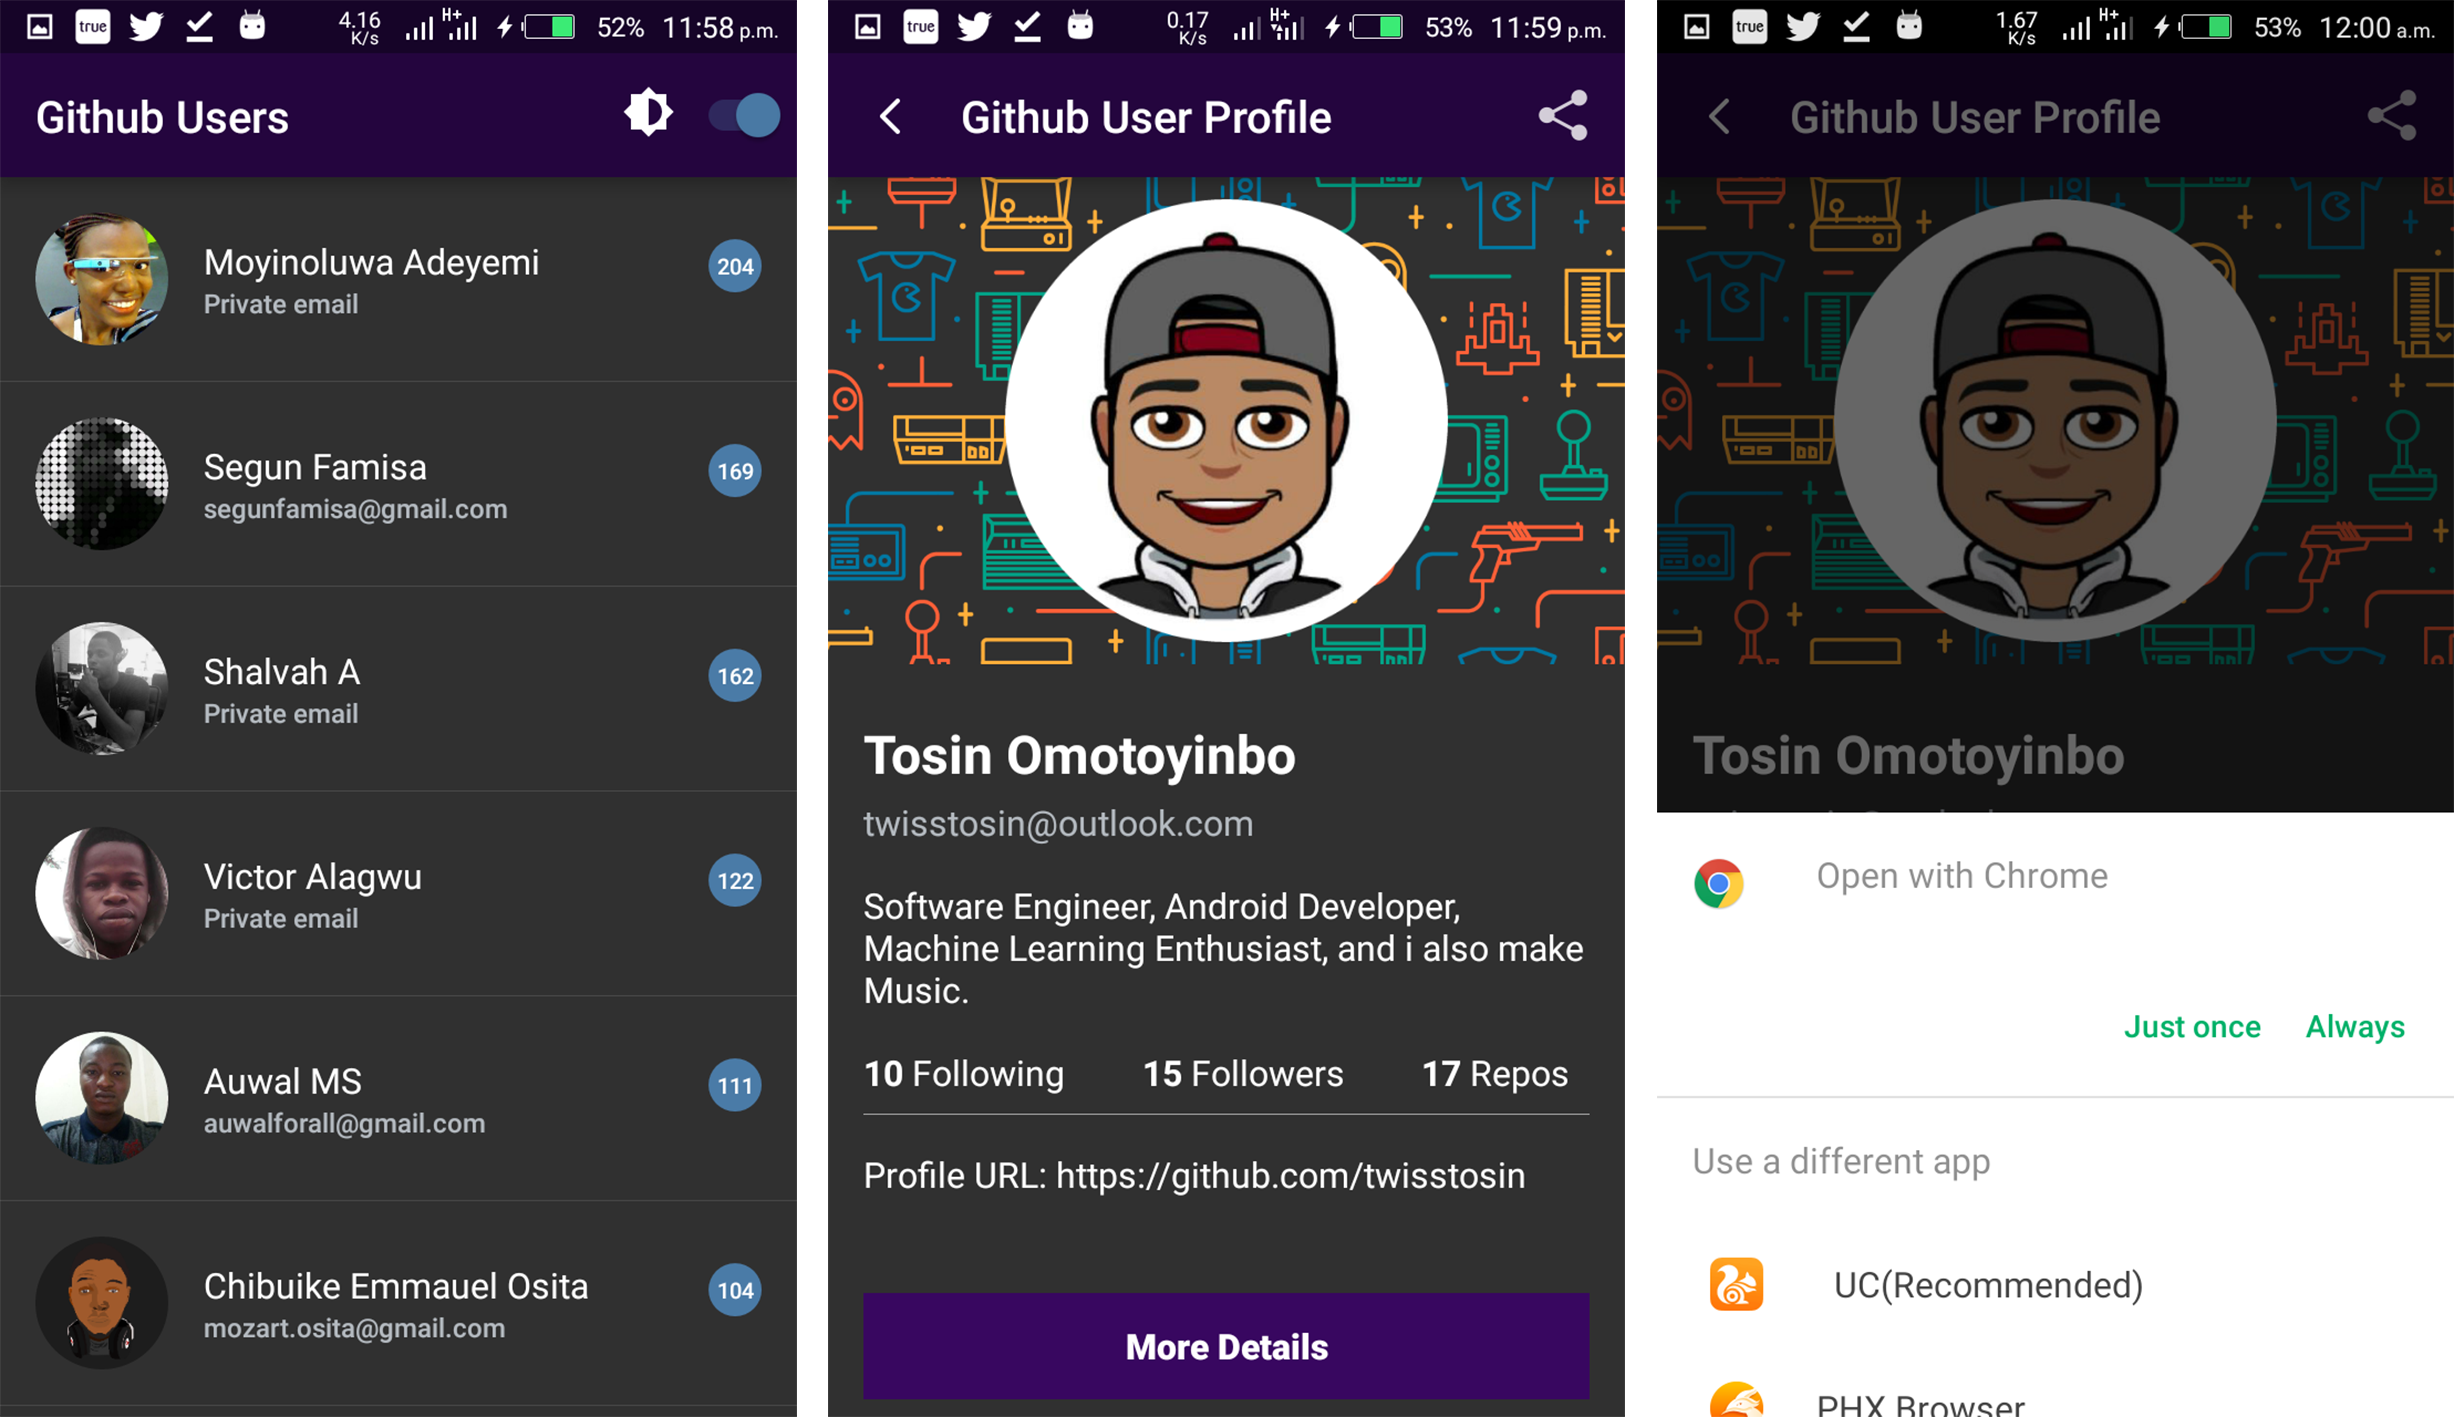 true
4.16
K/s
H+
52%
11:58 p.m.
Github Users
Moyinoluwa Adeyemi
Private email
204
Segun Famisa
segunfamisa@gmail.com
169
Shalvah A
Private email
162
Victor Alagwu
Private email
122
Auwal MS
auwalforall@gmail.com
111
Chibuike Emmauel Osita
mozart.osita@gmail.com
104
true
0.17
K/s
H+
53%
11:59 p.m.
Github User Profile
Tosin Omotoyinbo
twisstosin@outlook.com
Software Engineer, Android Developer,
Machine Learning Enthusiast, and i also make
Music.
10 Following 15 Followers 17 Repos
Profile URL: https://github.com/twisstosin
More Details
true
1.67
K/s
H+
53%
12:00 a.m.
Github User Profile
Tosin Omotoyinbo
Open with Chrome
Just once Always
Use a different app
UC(Recommended)
PHX Browser